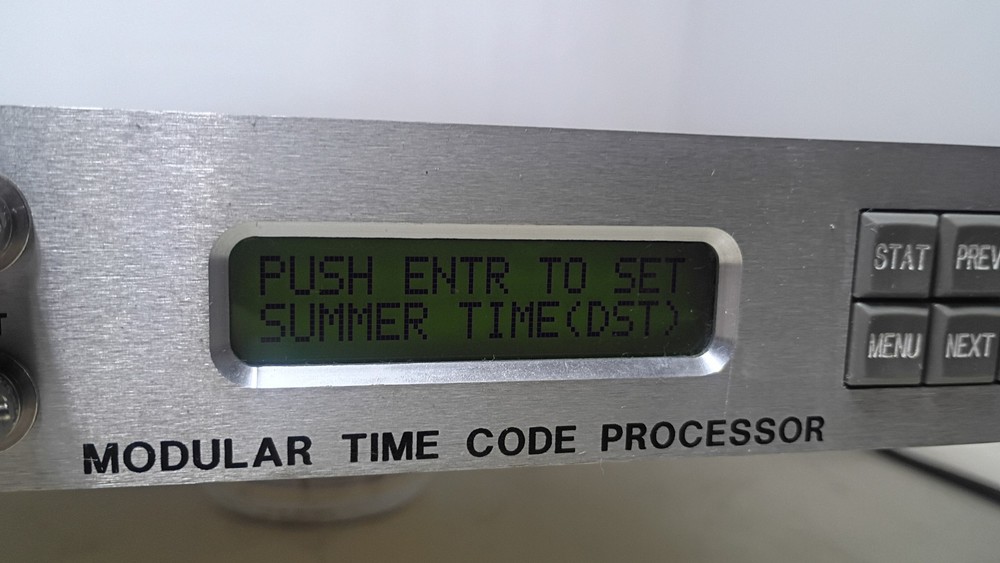 PUSH ENTR TO SET
SUMMER TIME(DST)
STAT PREV
MENU NEXT
MODULAR TIME CODE PROCESSOR